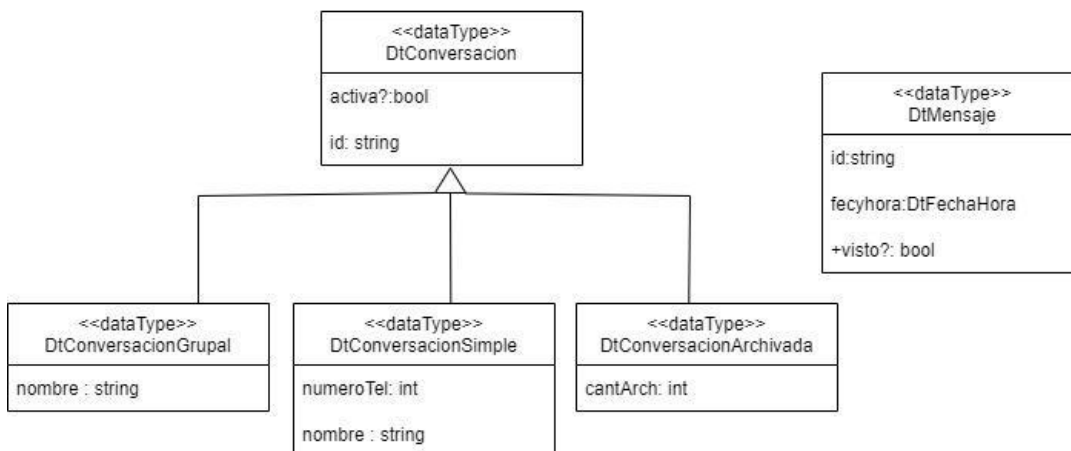 <<dataType>>
DtConversacion
activa?:bool
id: string
<<dataType>>
DtMensaje
id:string
fecyhora:DtFechaHora
+visto?: bool
<<dataType>>
DtConversacionGrupal
nombre : string
<<dataType>>
DtConversacionSimple
numeroTel: int
nombre : string
<<dataType>>
DtConversacionArchivada
cantArch: int